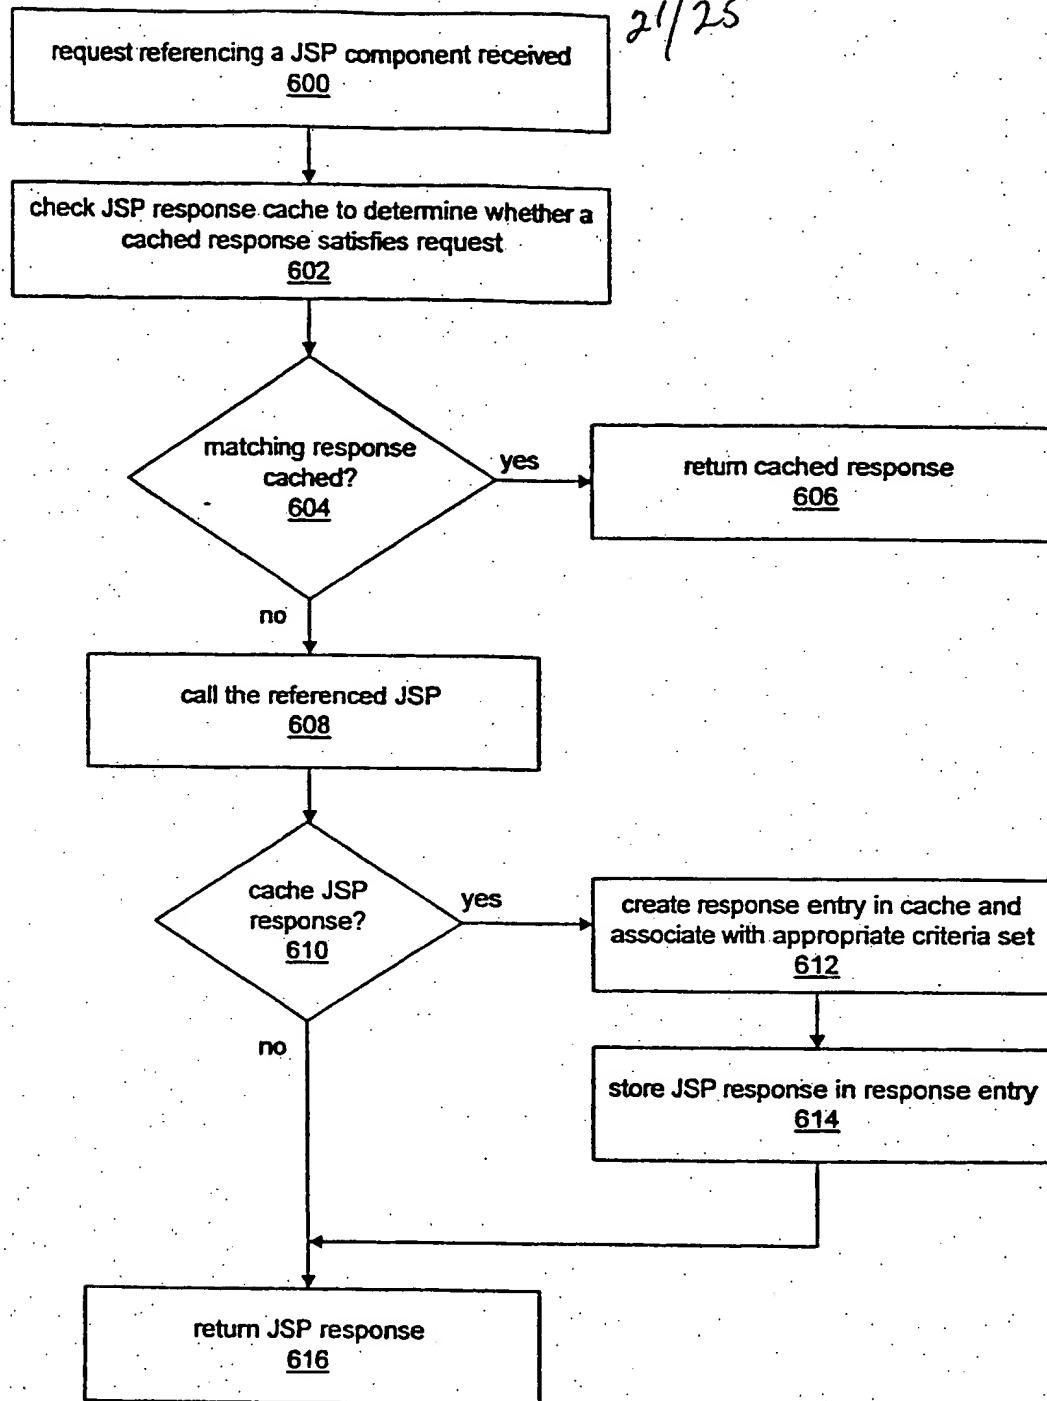 21/25
request referencing a JSP component received
600
check JSP response cache to determine whether a
cached response satisfies request
602
matching response
cached?
604
yes
return cached response
606
no
call the referenced JSP
608
cache JSP
response?
610
yes
create response entry in cache and
associate with appropriate criteria set
612
no
store JSP response in response entry
614
return JSP response
616